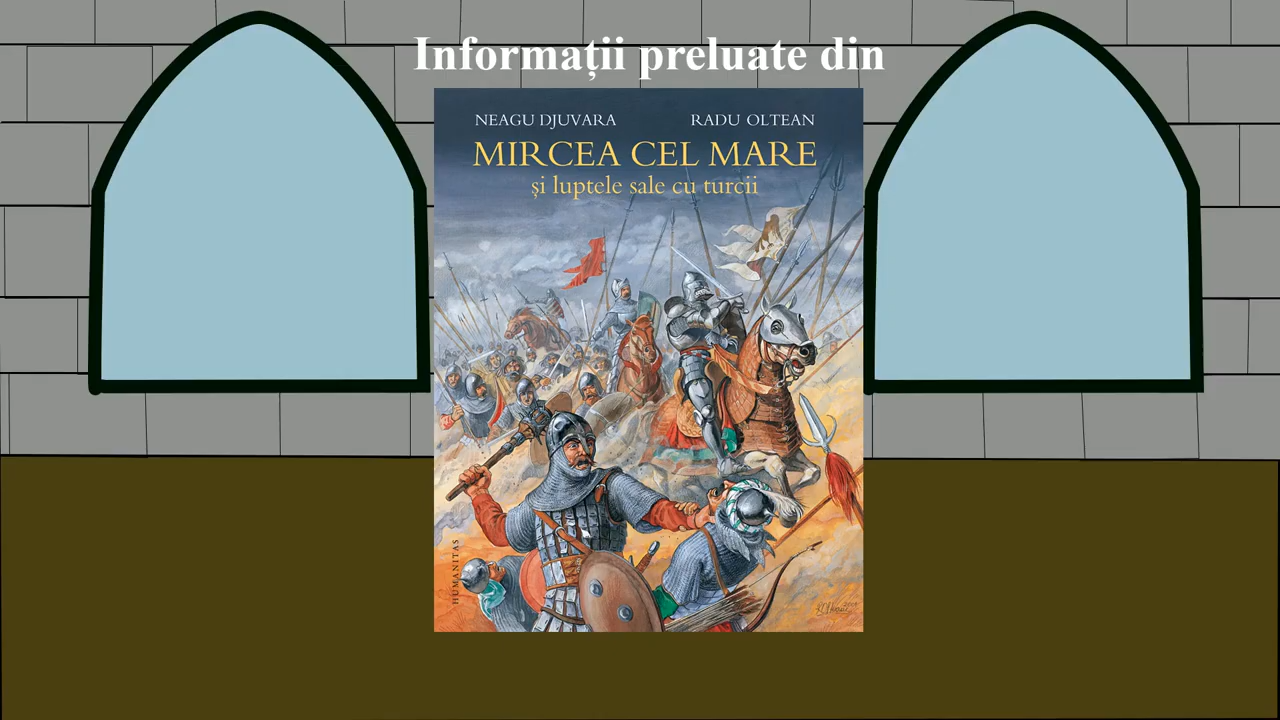 Informații preluate din
NEAGU DJUVARA RADU OLTEAN
MIRCEA CEL MARE
și luptele sale cu turcii
HUMANITAS